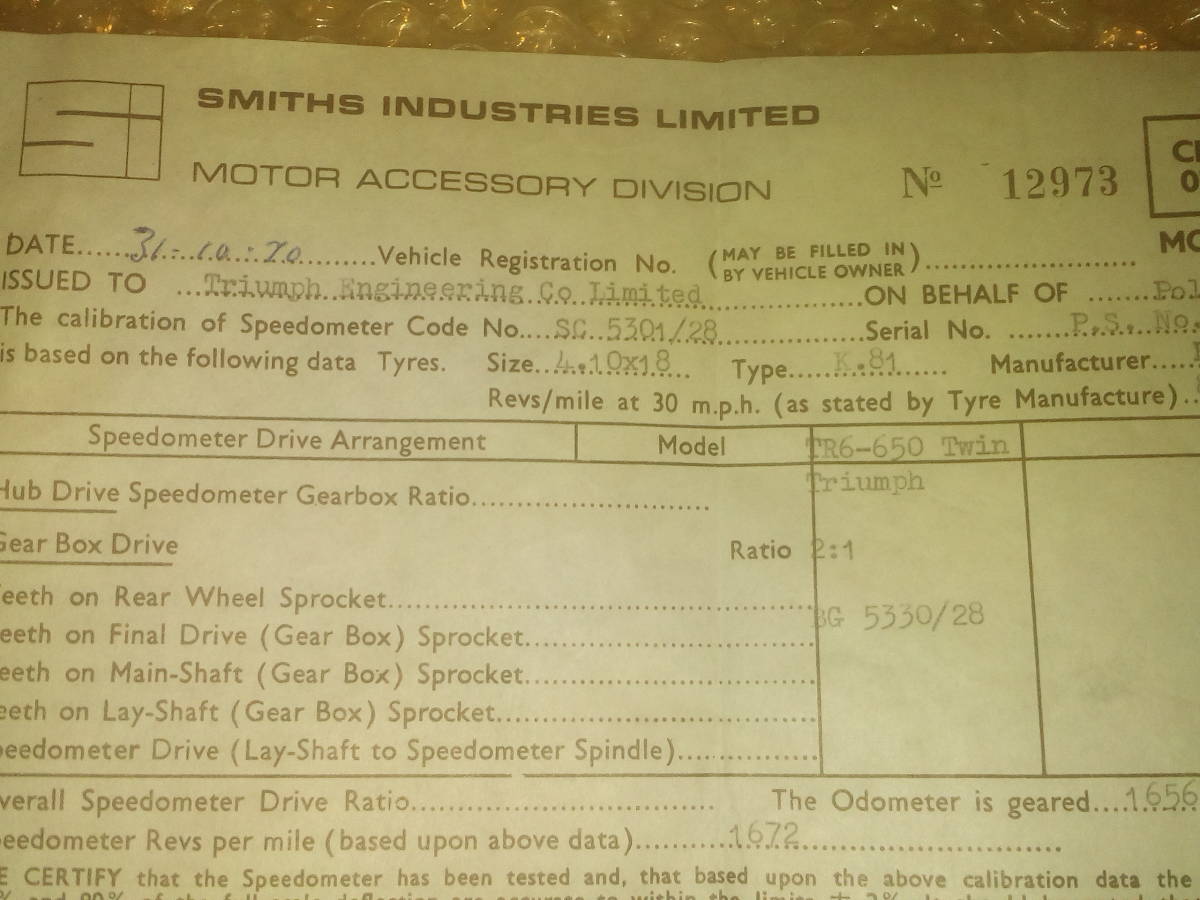 SMITHS INDUSTRIES LIMITED
MOTOR ACCESSORY DIVISION
Nº 12973
DATE......31-10-70.........Vehicle Registration No. (MAY BE FILLED IN BY VEHICLE OWNER)......................
ISSUED TO ...Triumph Engineering Co Limited................ON BEHALF OF .......Pol
The calibration of Speedometer Code No....SC 5301/28................Serial No. .......P.S. No.
is based on the following data Tyres. Size...4.10x18... Type.....K.81...... Manufacturer.....
Revs/mile at 30 m.p.h. (as stated by Tyre Manufacture)..
Speedometer Drive Arrangement Model TR6-650 Twin
Triumph
Hub Drive Speedometer Gearbox Ratio...........................
Gear Box Drive Ratio 2:1
eeth on Rear Wheel Sprocket................................................
BG 5330/28
eeth on Final Drive (Gear Box) Sprocket................................
eeth on Main-Shaft (Gear Box) Sprocket................................
eeth on Lay-Shaft (Gear Box) Sprocket...................................
peedometer Drive (Lay-Shaft to Speedometer Spindle)...............
verall Speedometer Drive Ratio.................................. The Odometer is geared....1656
peedometer Revs per mile (based upon above data)..........1672.............................
E CERTIFY that the Speedometer has been tested and, that based upon the above calibration data the